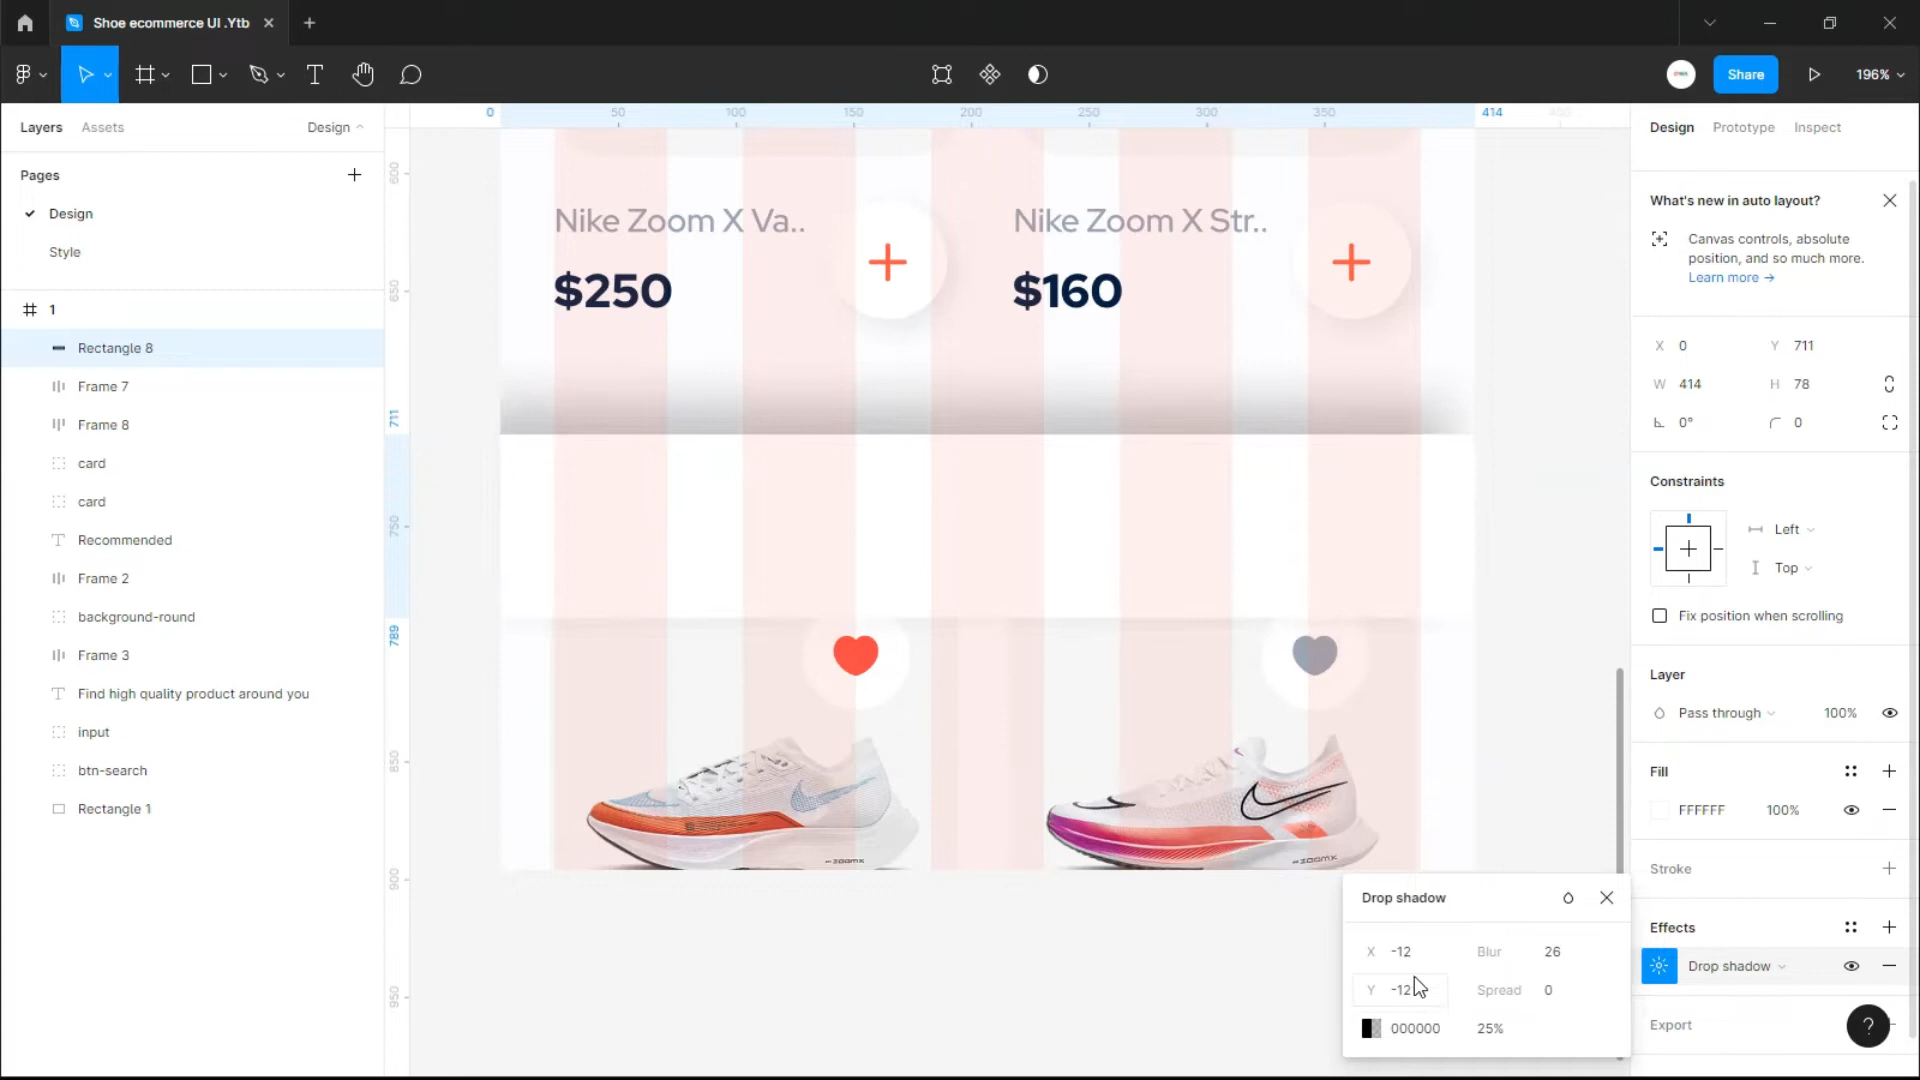 Shoe ecommerce UI .Ytb
Share
196%
Layers
Assets
Design
Pages
Design
Style
1
Rectangle 8
Frame 7
Frame 8
card
card
Recommended
Frame 2
background-round
Frame 3
Find high quality product around you
input
btn-search
Rectangle 1
0
50
100
150
200
250
300
350
414
400
600
650
711
750
789
850
900
950
Nike Zoom X Va..
$250
Nike Zoom X Str..
$160
ZOOMX
ZOOMX
Drop shadow
X -12
Blur 26
Y -12
Spread 0
000000 25%
Design
Prototype
Inspect
What's new in auto layout?
Canvas controls, absolute
position, and so much more.
Learn more →
X 0
Y 711
W 414
H 78
0°
0
Constraints
Left
Top
Fix position when scrolling
Layer
Pass through
100%
Fill
FFFFFF
100%
Stroke
Effects
Drop shadow
Export
?